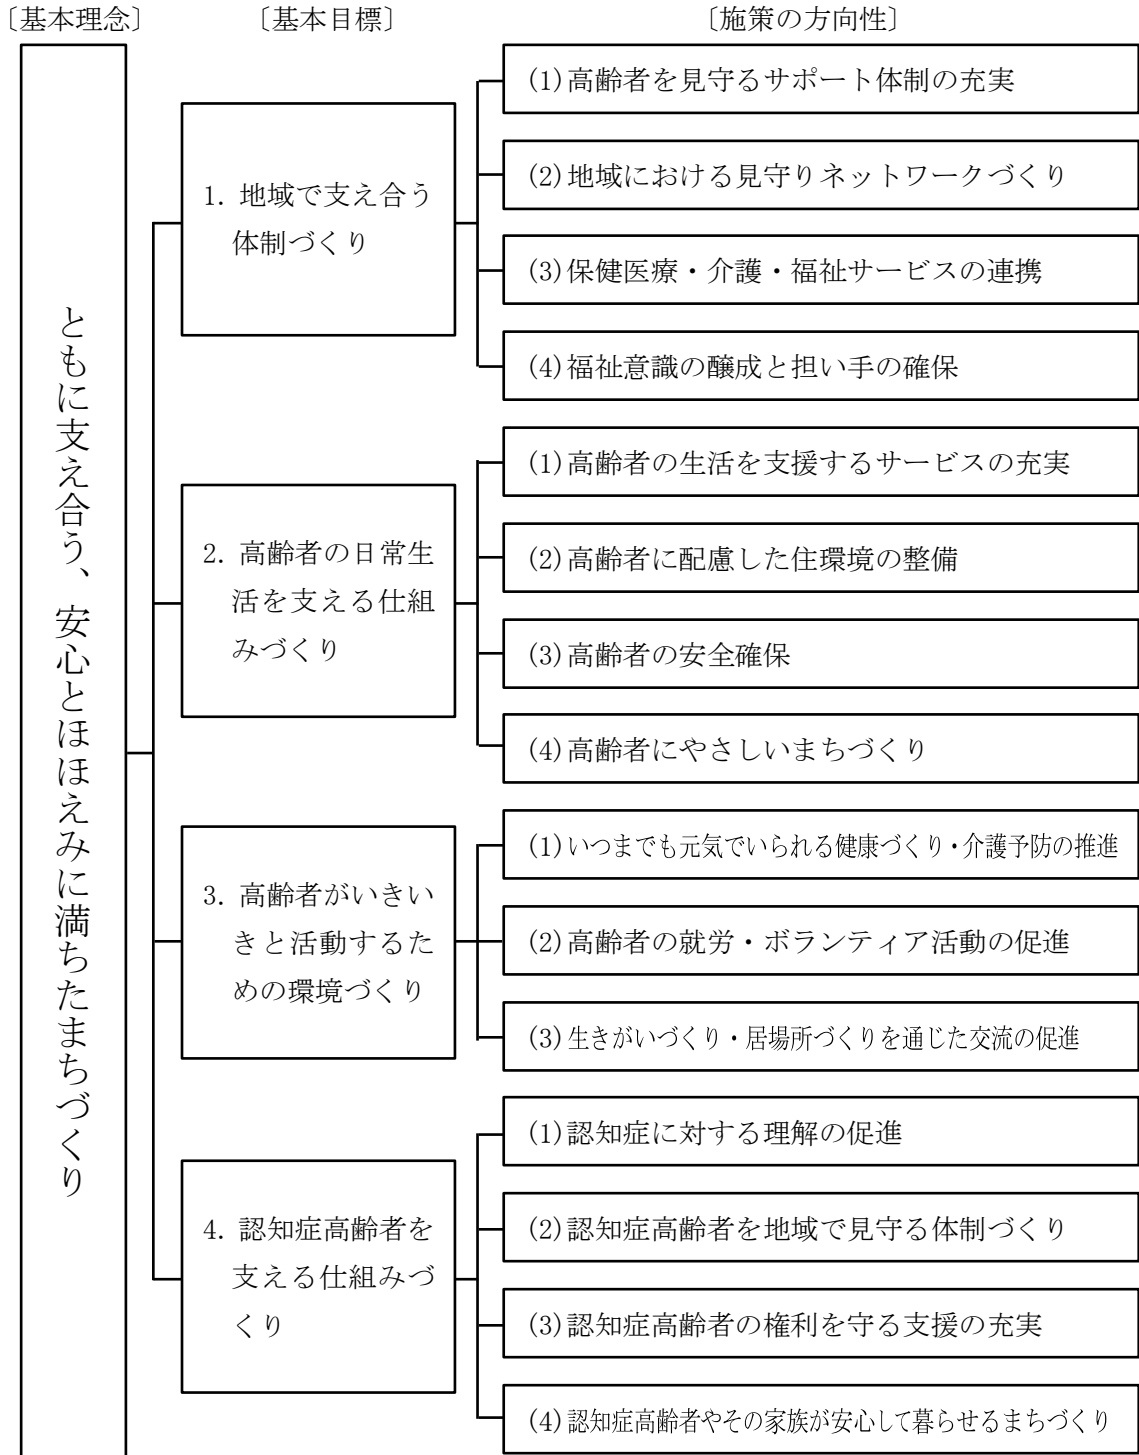 〔基本理念〕 〔基本目標〕 〔施策の方向性〕
ともに支え合う、安心とほほえみに満ちたまちづくり
1. 地域で支え合う
体制づくり
(1)高齢者を見守るサポート体制の充実
(2)地域における見守りネットワークづくり
(3)保健医療・介護・福祉サービスの連携
(4)福祉意識の醸成と担い手の確保
2. 高齢者の日常生
活を支える仕組
みづくり
(1)高齢者の生活を支援するサービスの充実
(2)高齢者に配慮した住環境の整備
(3)高齢者の安全確保
(4)高齢者にやさしいまちづくり
3. 高齢者がいきい
きと活動するた
めの環境づくり
(1)いつまでも元気でいられる健康づくり・介護予防の推進
(2)高齢者の就労・ボランティア活動の促進
(3)生きがいづくり・居場所づくりを通じた交流の促進
4. 認知症高齢者を
支える仕組みづ
くり
(1)認知症に対する理解の促進
(2)認知症高齢者を地域で見守る体制づくり
(3)認知症高齢者の権利を守る支援の充実
(4)認知症高齢者やその家族が安心して暮らせるまちづくり